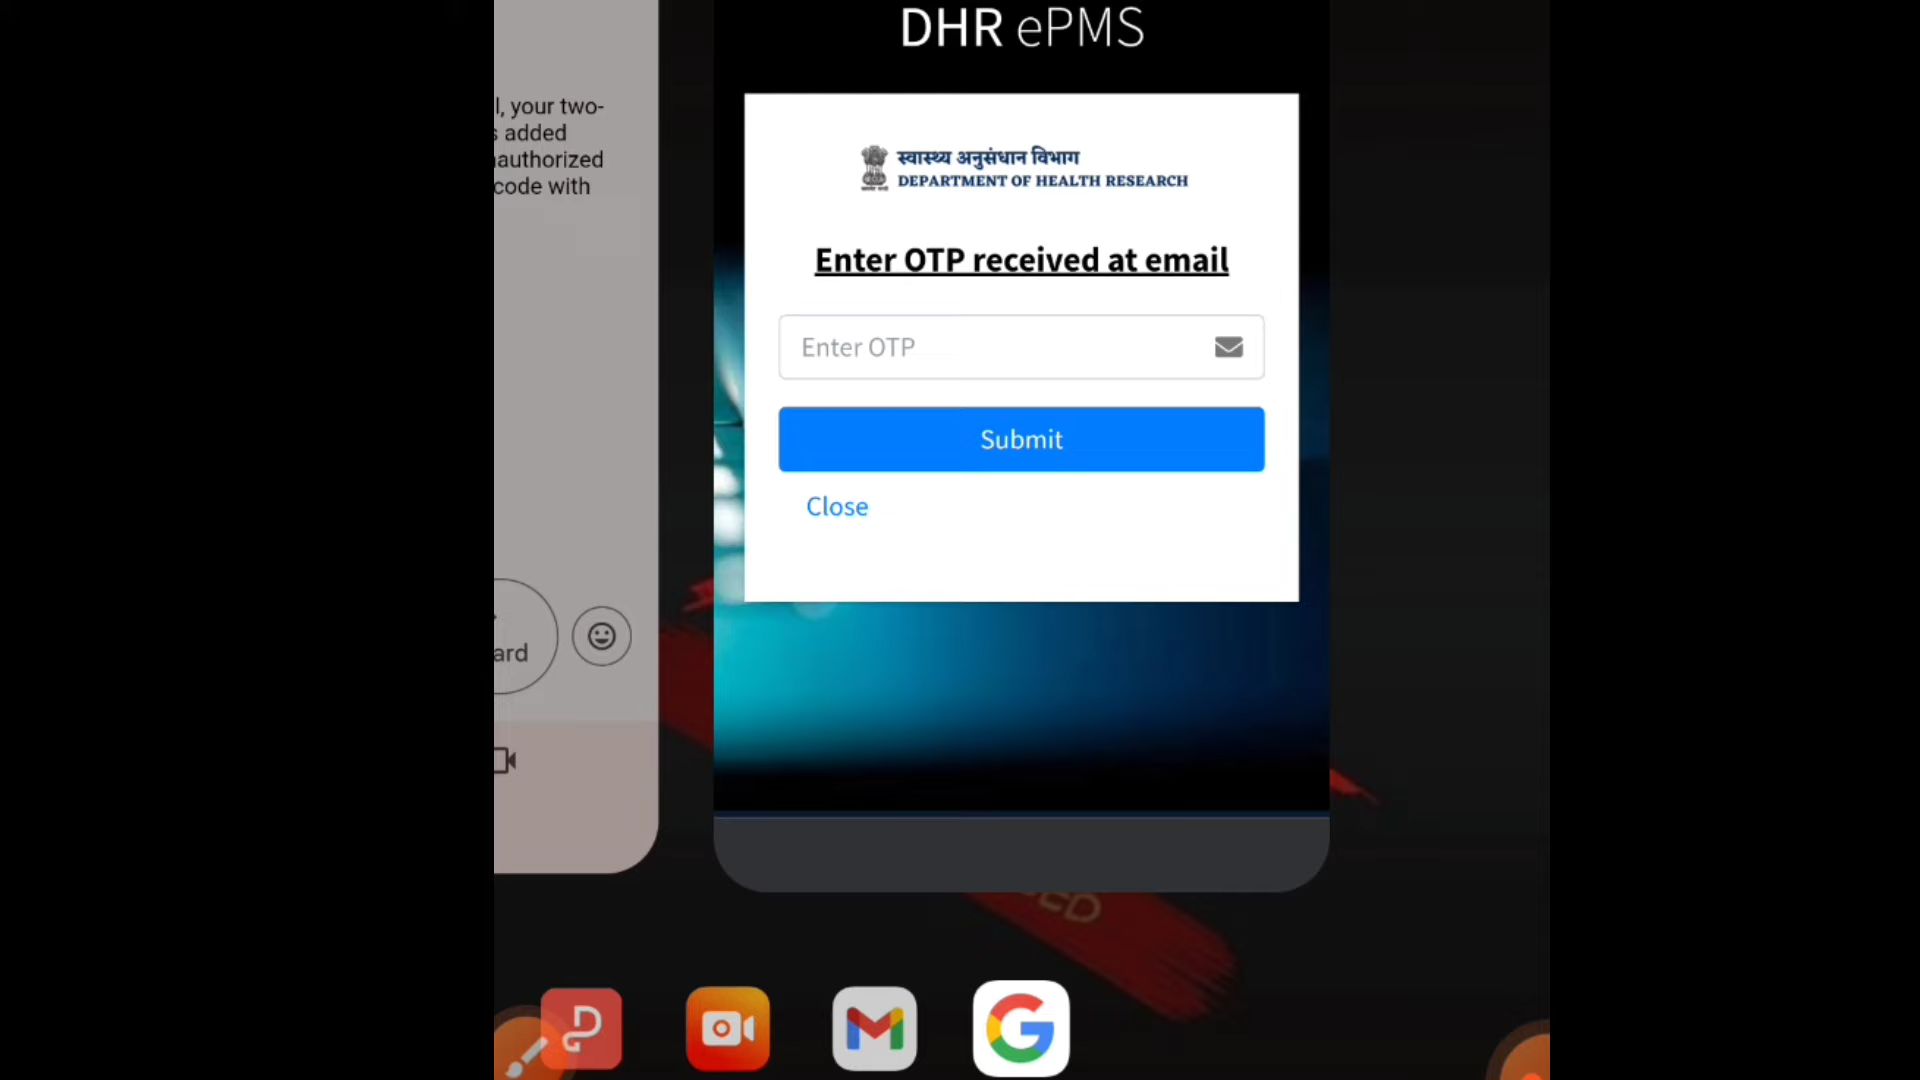 DHR ePMS
l, your two-
s added
authorized
code with
स्वास्थ्य अनुसंधान विभाग
DEPARTMENT OF HEALTH RESEARCH
Enter OTP received at email
Enter OTP
Submit
Close
ard